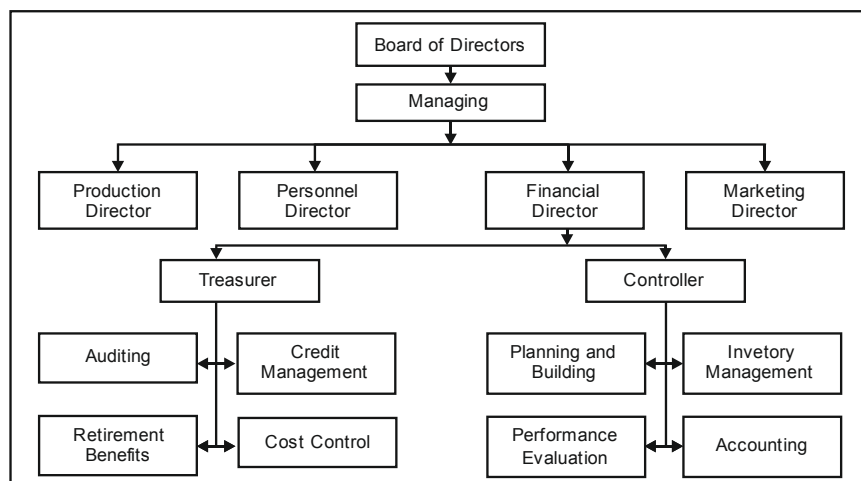 Board of Directors
Managing
Production
Director
Personnel
Director
Financial
Director
Marketing
Director
Treasurer
Controller
Auditing
Credit
Management
Planning and
Building
Invetory
Management
Retirement
Benefits
Cost Control
Performance
Evaluation
Accounting